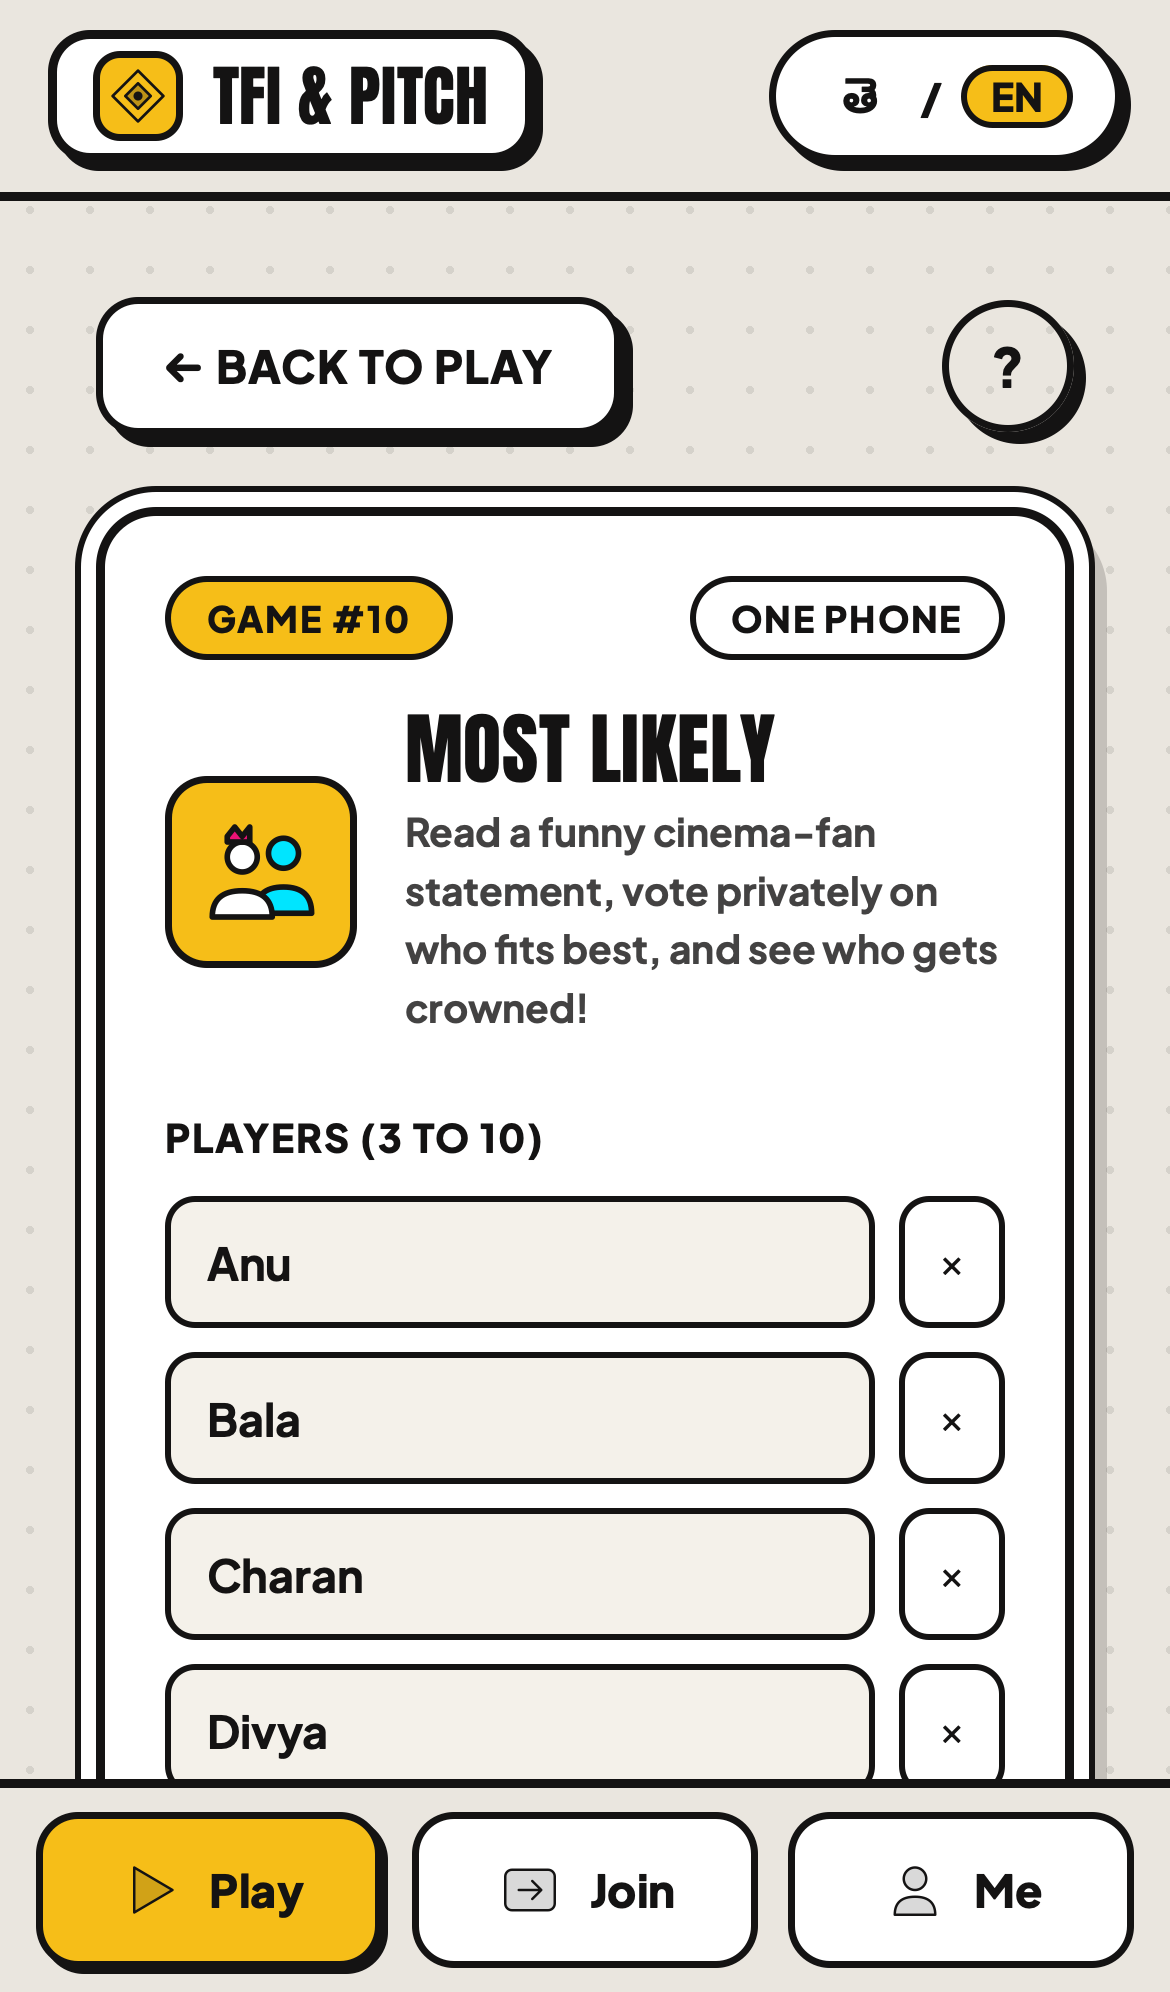 TFI & PITCH
తె / EN
← BACK TO PLAY
?
GAME #10
ONE PHONE
MOST LIKELY
Read a funny cinema-fan
statement, vote privately on
who fits best, and see who gets
crowned!
PLAYERS (3 TO 10)
Anu ×
Bala ×
Charan ×
Divya ×
Play
Join
Me